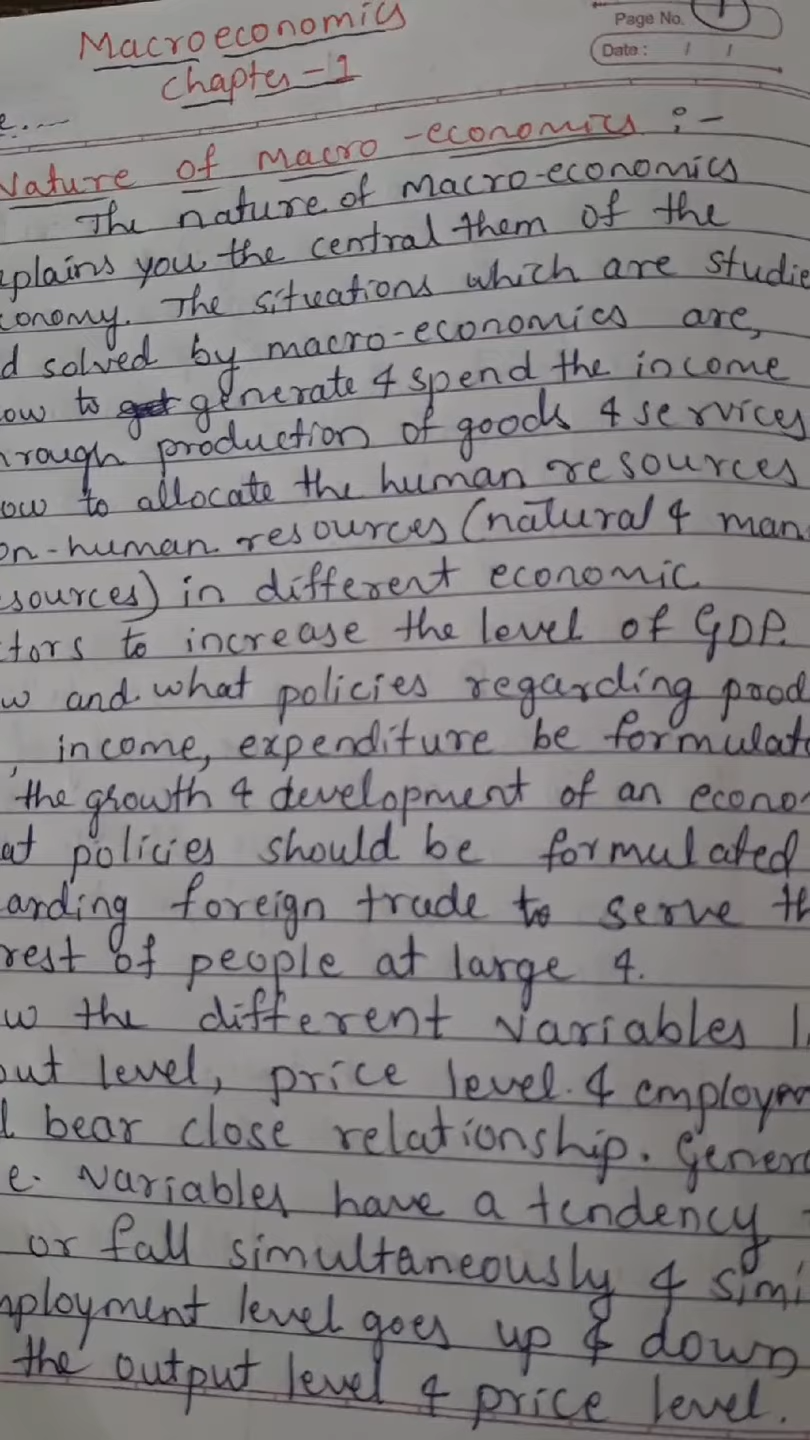 Macroeconomics
Page No. 1
Chapter-1
Date : / /
e....
Nature of Macro-economics :-
The nature of macro-economics
xplains you the central them of the
conomy. The situations which are studie
d solved by macro-economics are,
ow to generate & spend the income
hrough production of goods & services
ow to allocate the human resources
on-human resources (natural & man
sources) in different economic
tors to increase the level of GDP.
w and what policies regarding prod
income, expenditure be formulat
the growth & development of an econo
at policies should be formulated
arding foreign trade to serve th
rest of people at large &.
w the different variables l
out level, price level. & employm
l bear close relationship. Gener
e. variables have a tendency
or fall simultaneously & simi
mployment level goes up & down
the output level & price level.